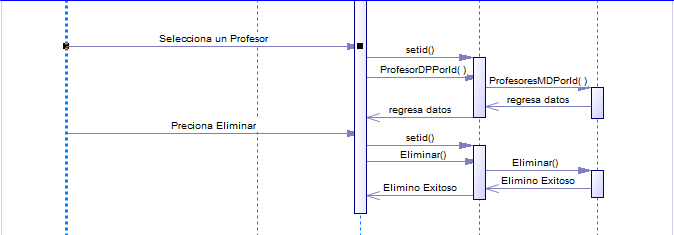 Selecciona un Profesor
setid()
ProfesorDPPorId( )
ProfesoresMDPorId( )
regresa datos
regresa datos
Preciona Eliminar
setid()
Eliminar()
Eliminar()
Elimino Exitoso
Elimino Exitoso